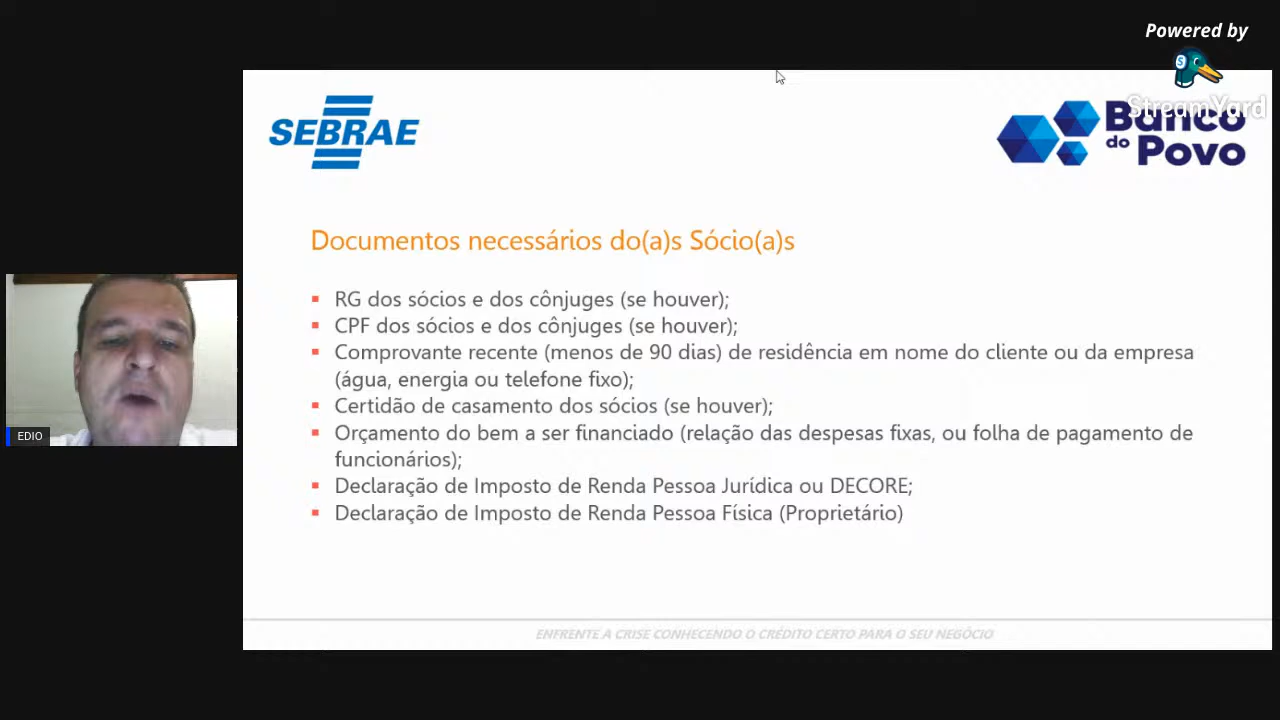 Powered by
StreamYard
SEBRAE
Banco
do Povo
Documentos necessários do(a)s Sócio(a)s
▪ RG dos sócios e dos cônjuges (se houver);
▪ CPF dos sócios e dos cônjuges (se houver);
▪ Comprovante recente (menos de 90 dias) de residência em nome do cliente ou da empresa
(água, energia ou telefone fixo);
▪ Certidão de casamento dos sócios (se houver);
▪ Orçamento do bem a ser financiado (relação das despesas fixas, ou folha de pagamento de
funcionários);
▪ Declaração de Imposto de Renda Pessoa Jurídica ou DECORE;
▪ Declaração de Imposto de Renda Pessoa Física (Proprietário)
EDIO
ENFRENTE A CRISE CONHECENDO O CRÉDITO CERTO PARA O SEU NEGÓCIO